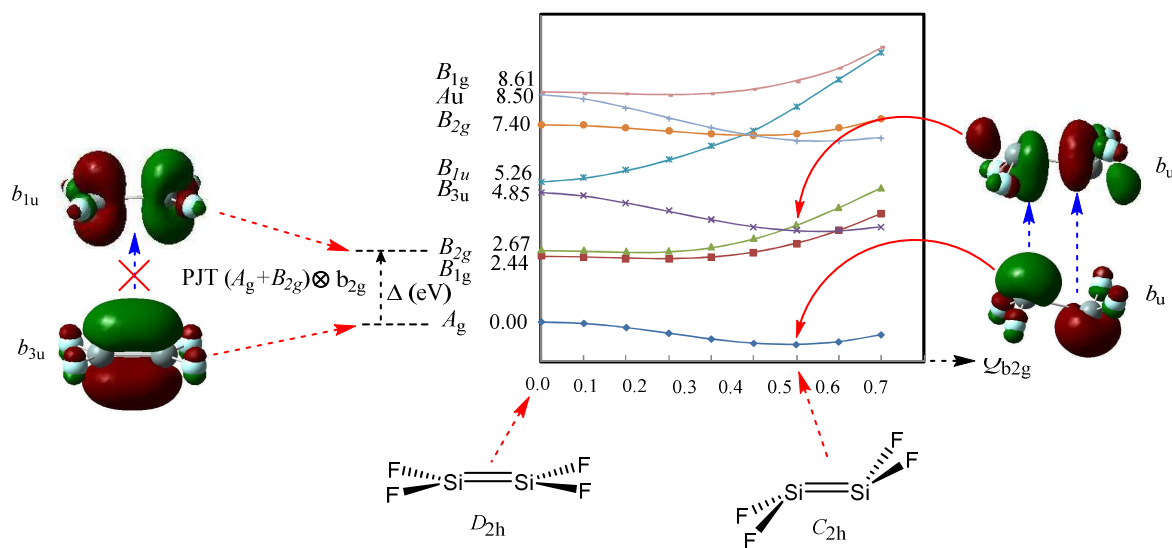 B1g 8.61
Au 8.50
B2g 7.40
B1u 5.26
B3u 4.85
B2g 2.67
B1g 2.44
Ag 0.00
b1u
PJT (Ag+B2g)⊗ b2g
Δ (eV)
b3u
bu
bu
Qb2g
0.0 0.1 0.2 0.3 0.4 0.5 0.6 0.7
F F
Si Si
F F
D2h
F
F
Si Si
F
F
C2h